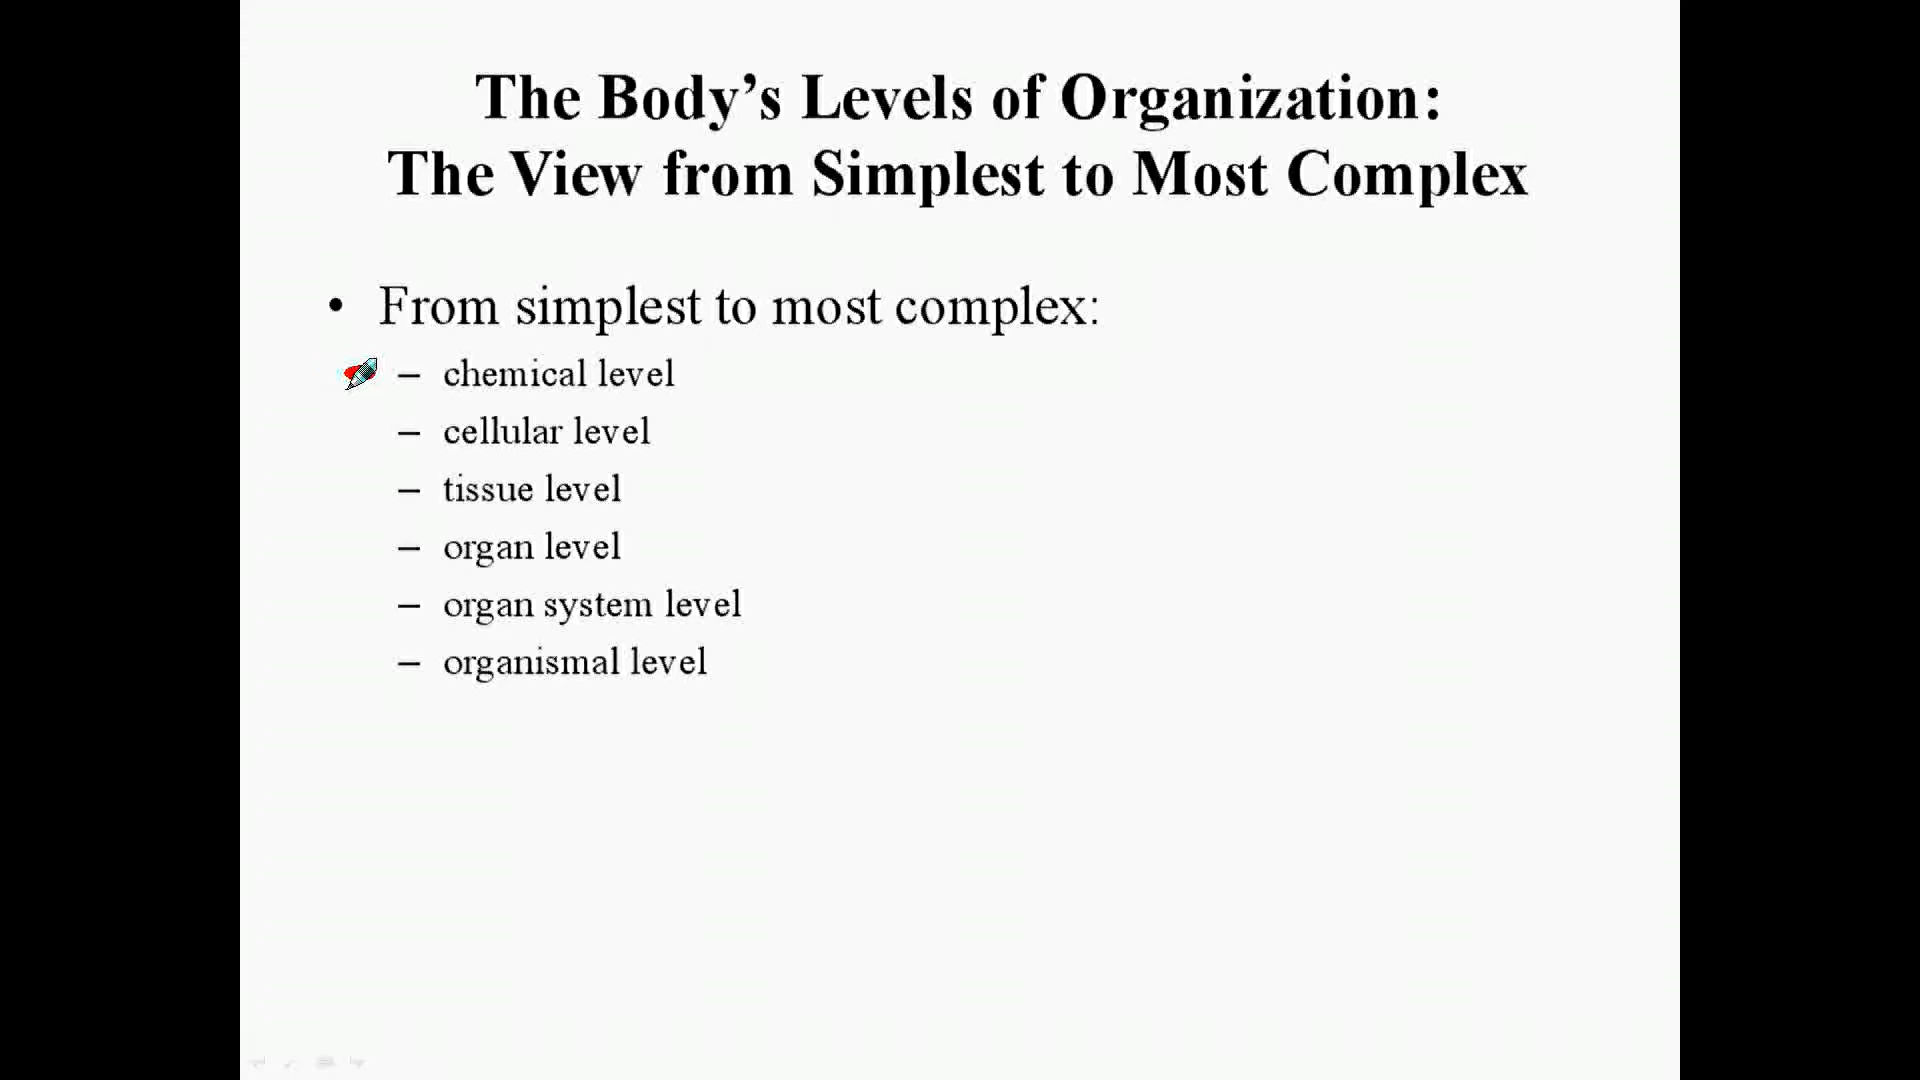 The Body’s Levels of Organization:
The View from Simplest to Most Complex
• From simplest to most complex:
– chemical level
– cellular level
– tissue level
– organ level
– organ system level
– organismal level